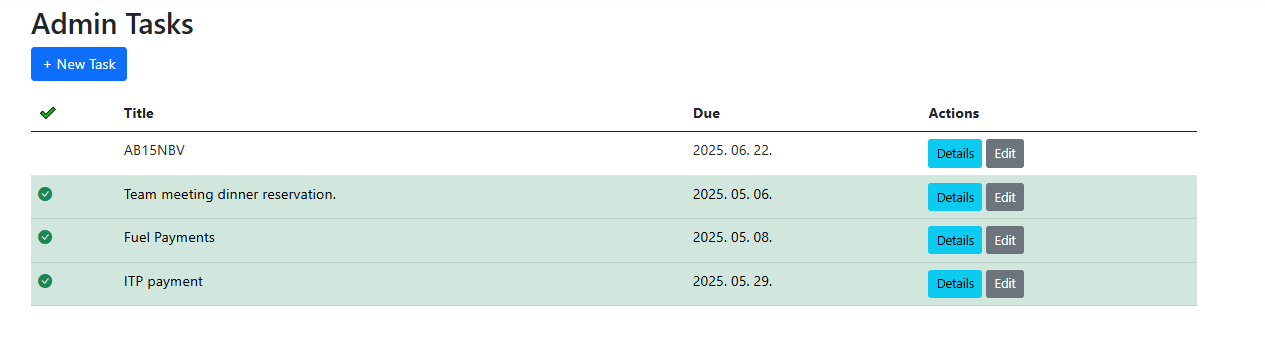 Admin Tasks
+ New Task
Title Due Actions
AB15NBV 2025. 06. 22. Details Edit
Team meeting dinner reservation. 2025. 05. 06. Details Edit
Fuel Payments 2025. 05. 08. Details Edit
ITP payment 2025. 05. 29. Details Edit